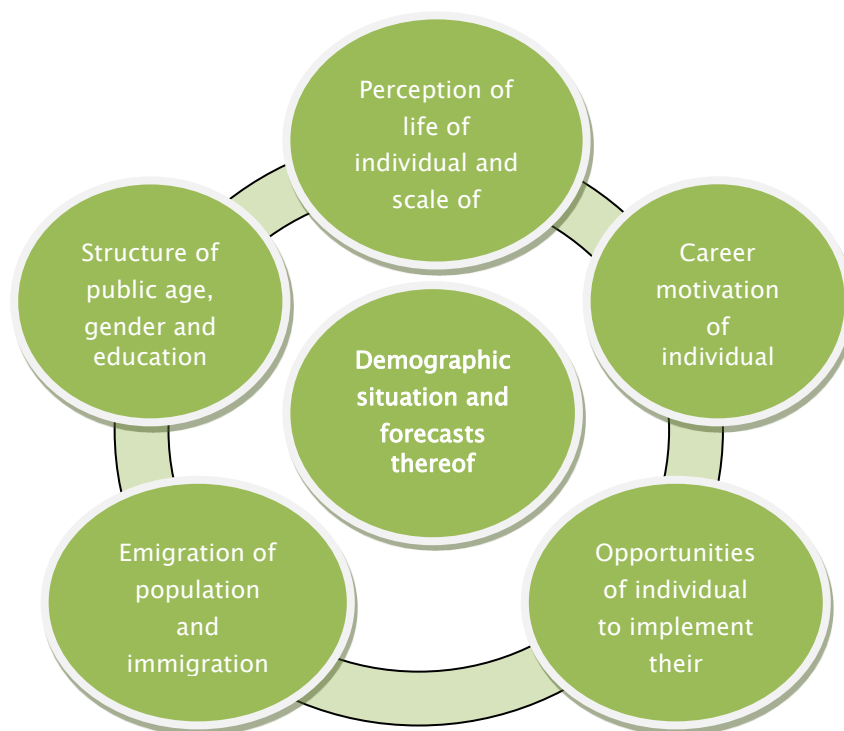 Perception of
life of
individual and
scale of
Structure of
public age,
gender and
education
Career
motivation
of
individual
Demographic
situation and
forecasts
thereof
Emigration of
population
and
immigration
Opportunities
of individual
to implement
their